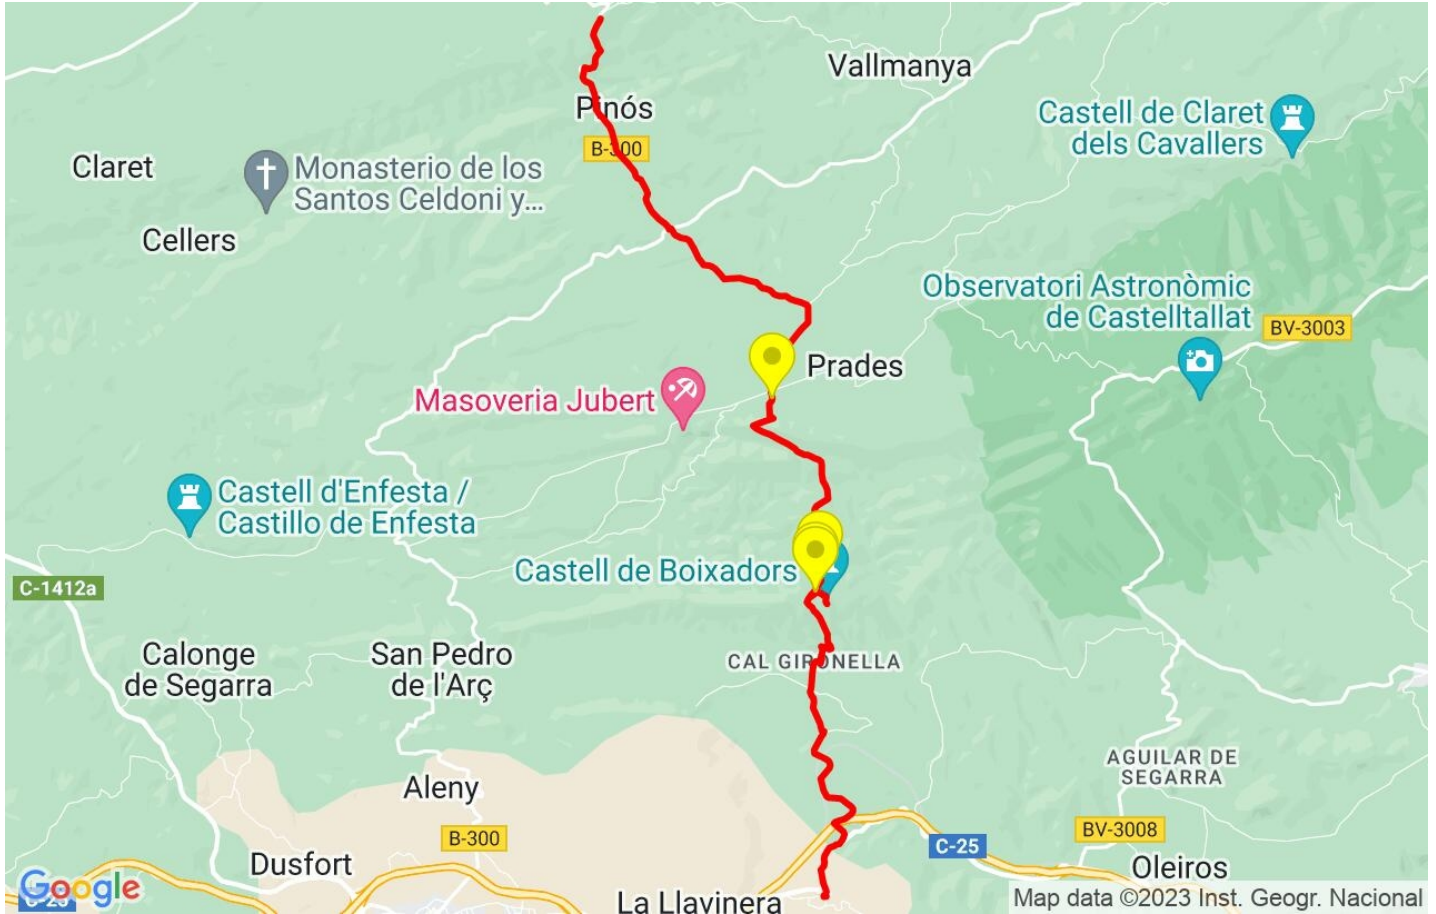 Vallmanya
Pinós
Castell de Claret
dels Cavallers
B-300
Claret
Monasterio de los
Santos Celdoni y...
Cellers
Observatori Astronòmic
de Castelltallat
BV-3003
Prades
Masoveria Jubert
Castell d'Enfesta /
Castillo de Enfesta
Castell de Boixadors
C-1412a
Calonge
de Segarra
San Pedro
de l'Arç
CAL GIRONELLA
AGUILAR DE
SEGARRA
Aleny
B-300
BV-3008
C-25
Dusfort
Oleiros
Google
C-25
La Llavinera
Map data ©2023 Inst. Geogr. Nacional